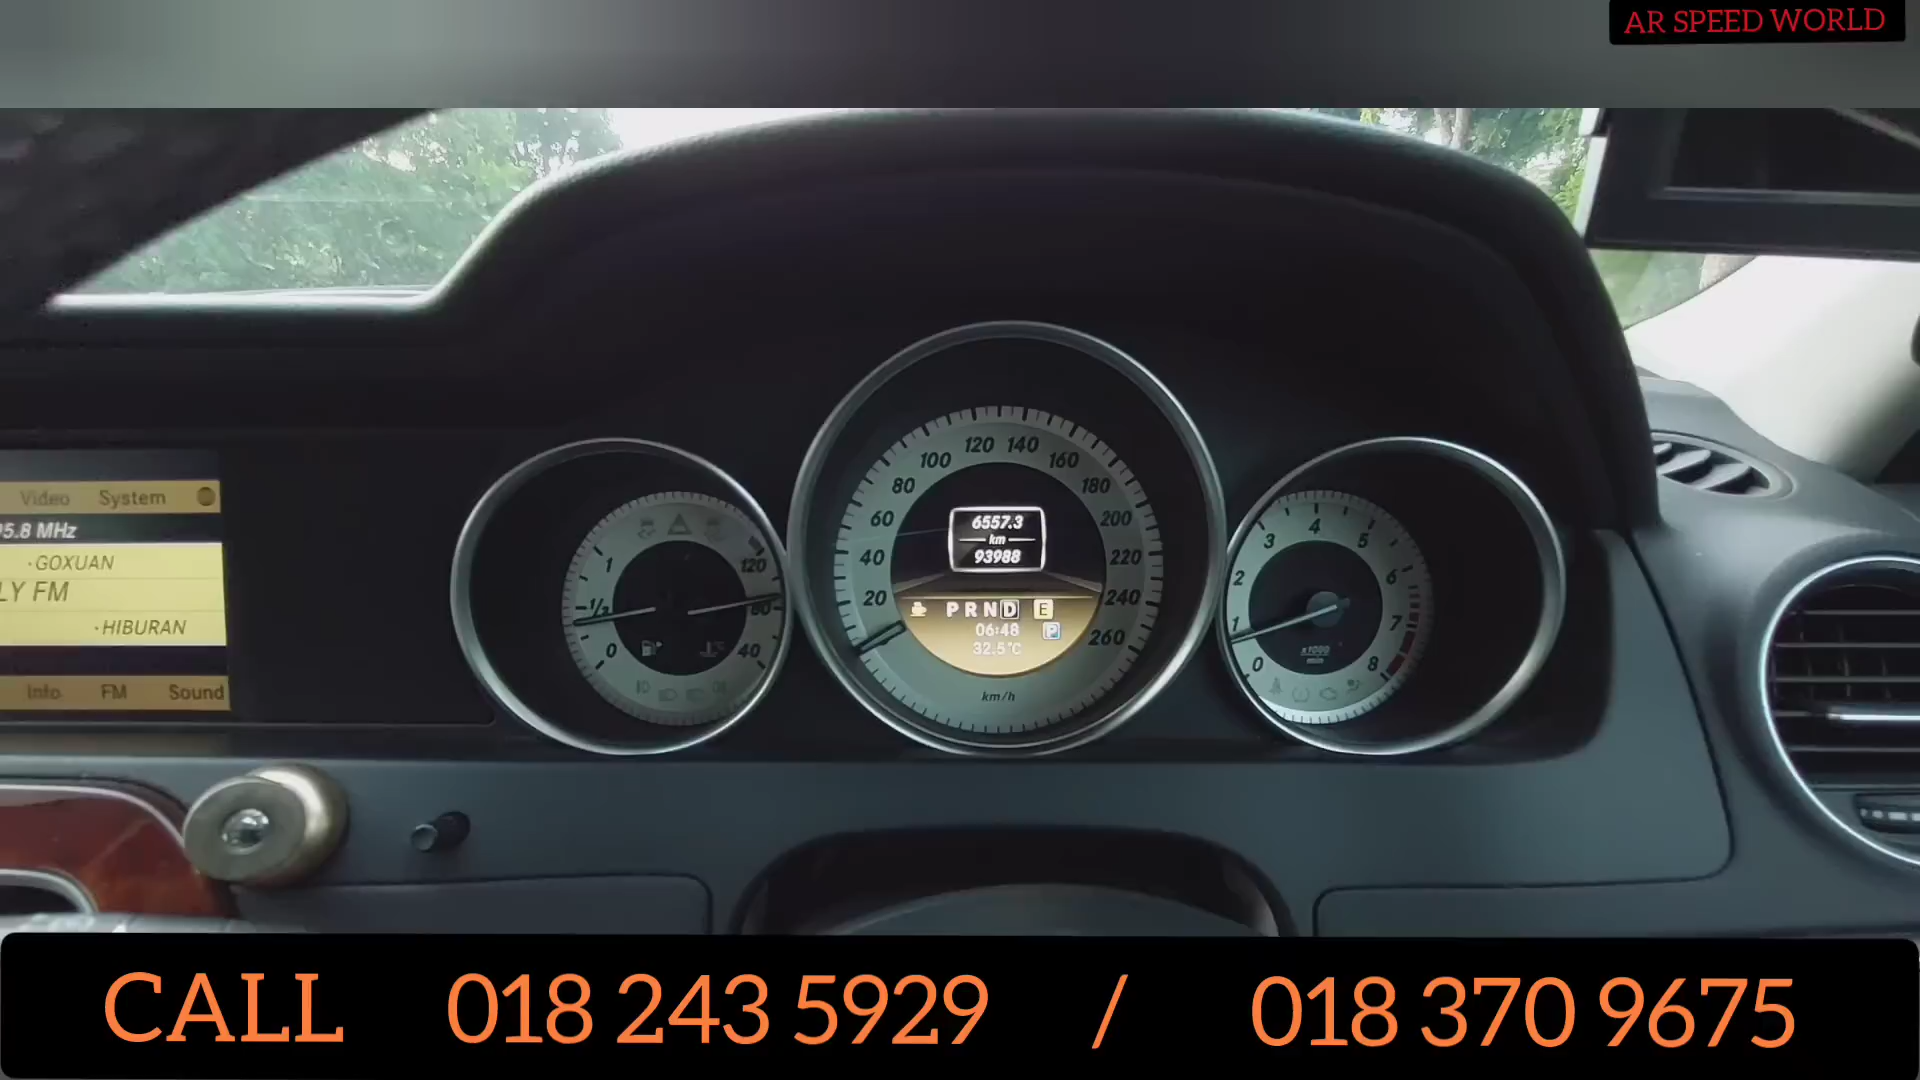 AR SPEED WORLD
Video System
95.8 MHz
·GOXUAN
LY FM
·HIBURAN
Info FM Sound
1
1/2
0
120
80
40
20
40
60
80
100
120
140
160
180
200
220
240
260
6557.3
km
93988
P R N D E
06:48 P
32.5°C
km/h
0
1
2
3
4
5
6
7
8
x1000
min
CALL 018 243 5929 / 018 370 9675